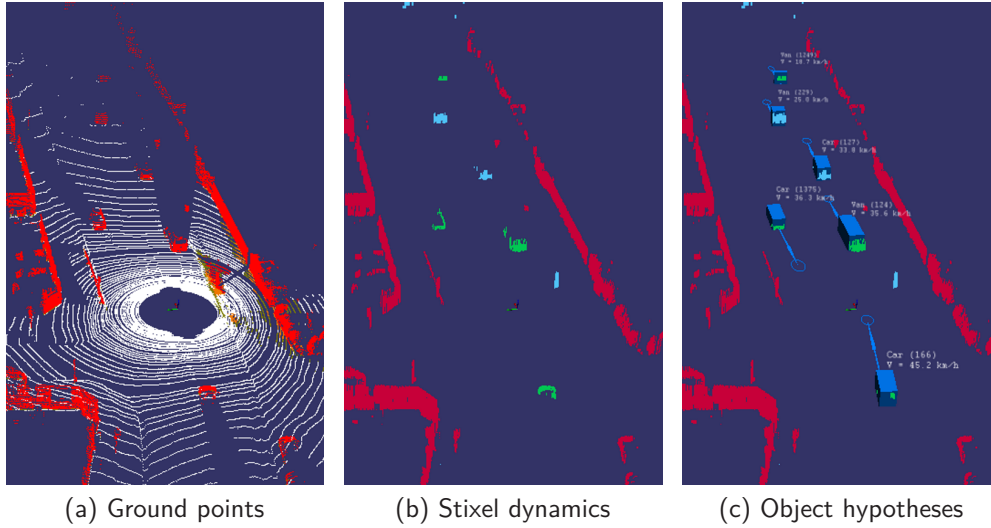 Van (1249)
V = 18.7 km/h
Van (229)
V = 25.0 km/h
Car (127)
V = 33.8 km/h
Car (1375)
V = 36.3 km/h
Van (124)
V = 35.6 km/h
Car (166)
V = 45.2 km/h
(a) Ground points
(b) Stixel dynamics
(c) Object hypotheses